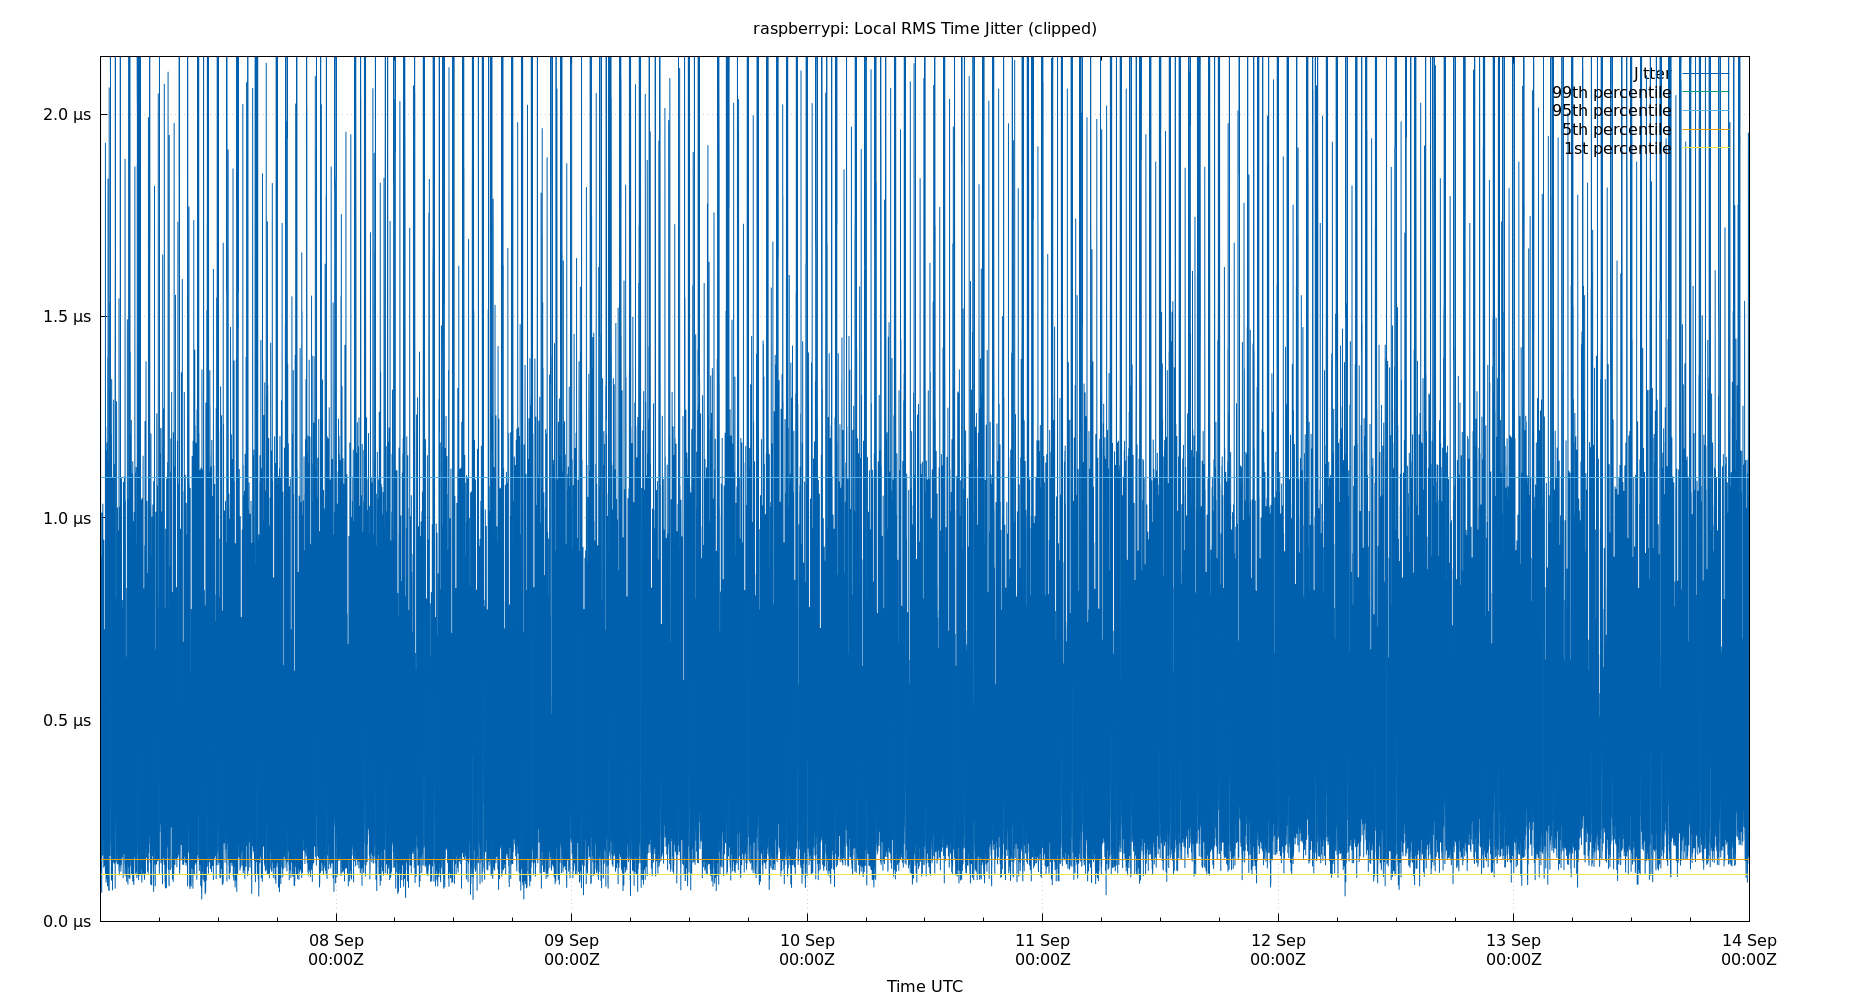 raspberrypi: Local RMS Time Jitter (clipped)
Jitter
99th percentile
95th percentile
5th percentile
1st percentile
2.0 µs
1.5 µs
1.0 µs
0.5 µs
0.0 µs
08 Sep
00:00Z
09 Sep
00:00Z
10 Sep
00:00Z
11 Sep
00:00Z
12 Sep
00:00Z
13 Sep
00:00Z
14 Sep
00:00Z
Time UTC